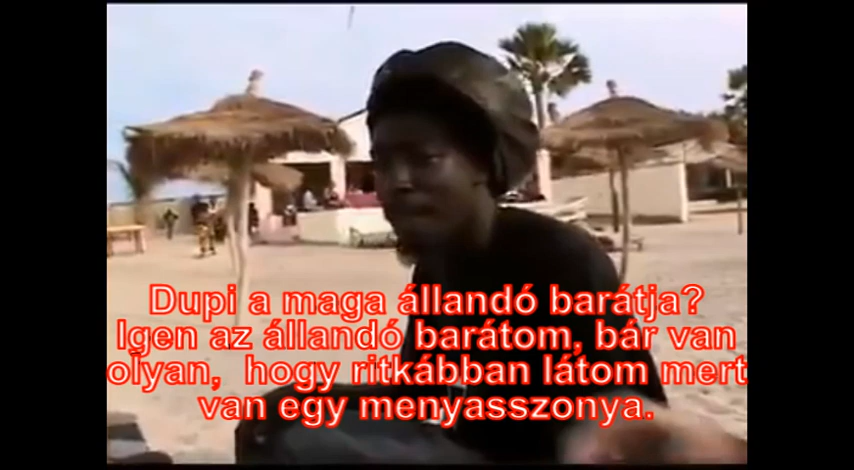 Dupi a maga állandó barátja?
Igen az állandó barátom, bár van
olyan,  hogy ritkábban látom mert
van egy menyasszonya.